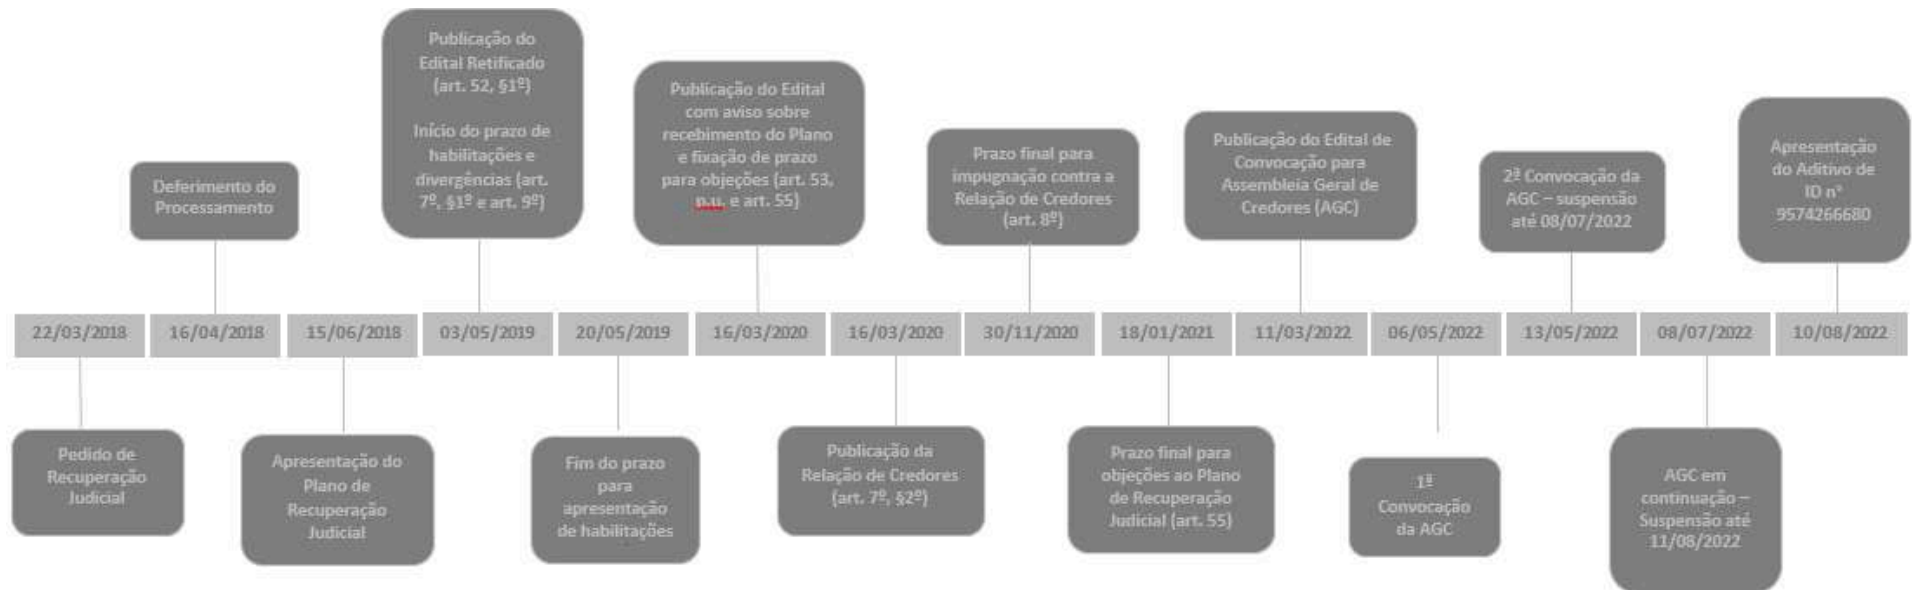 Publicação do
Edital Retificado
(art. 52, §1º)
Início do prazo de
habilitações e
divergências (art.
7º, §1º e art. 9º)
Publicação do Edital
com aviso sobre
recebimento do Plano
e fixação de prazo
para objeções (art. 53,
p.u. e art. 55)
Deferimento do
Processamento
Prazo final para
impugnação contra a
Relação de Credores
(art. 8º)
Publicação do Edital de
Convocação para
Assembleia Geral de
Credores (AGC)
2ª Convocação da
AGC – suspensão
até 08/07/2022
Apresentação
do Aditivo de
ID nº
9574266680
22/03/2018
16/04/2018
15/06/2018
03/05/2019
20/05/2019
16/03/2020
16/03/2020
30/11/2020
18/01/2021
11/03/2022
06/05/2022
13/05/2022
08/07/2022
10/08/2022
Pedido de
Recuperação
Judicial
Apresentação do
Plano de
Recuperação
Judicial
Fim do prazo
para
apresentação
de habilitações
Publicação da
Relação de Credores
(art. 7º, §2º)
Prazo final para
objeções ao Plano
de Recuperação
Judicial (art. 55)
1ª
Convocação
da AGC
AGC em
continuação –
Suspensão até
11/08/2022